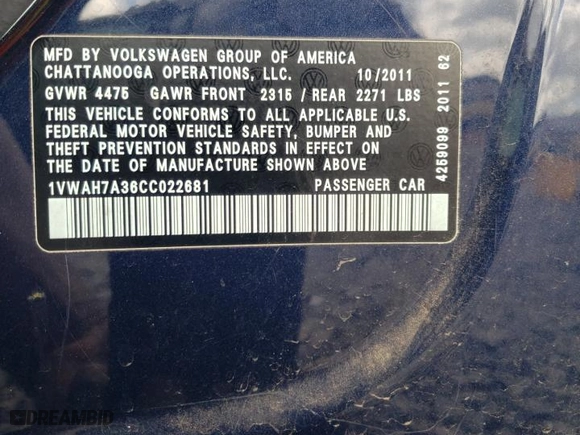 MFD BY VOLKSWAGEN GROUP OF AMERICA
CHATTANOOGA OPERATIONS, LLC. 10/2011
GVWR 4475 GAWR FRONT 2315 / REAR 2271 LBS
THIS VEHICLE CONFORMS TO ALL APPLICABLE U.S.
FEDERAL MOTOR VEHICLE SAFETY, BUMPER AND
THEFT PREVENTION STANDARDS IN EFFECT ON
THE DATE OF MANUFACTURE SHOWN ABOVE
1VWAH7A36CC022681 PASSENGER CAR
4259099 2011 62
DREAMBID